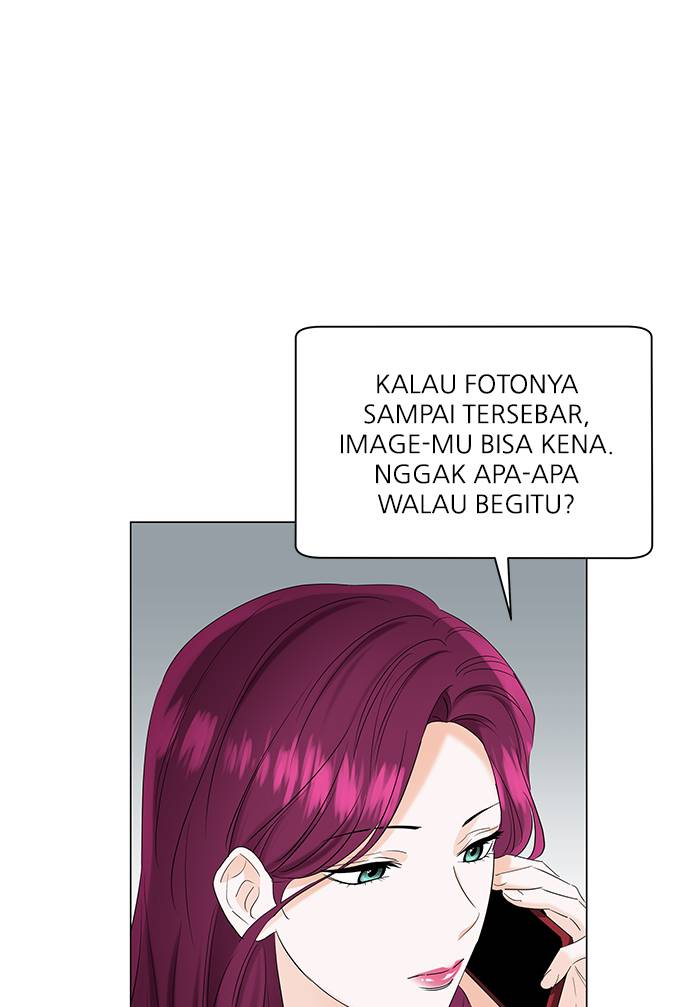 KALAU FOTONYA
SAMPAI TERSEBAR,
IMAGE-MU BISA KENA.
NGGAK APA-APA
WALAU BEGITU?